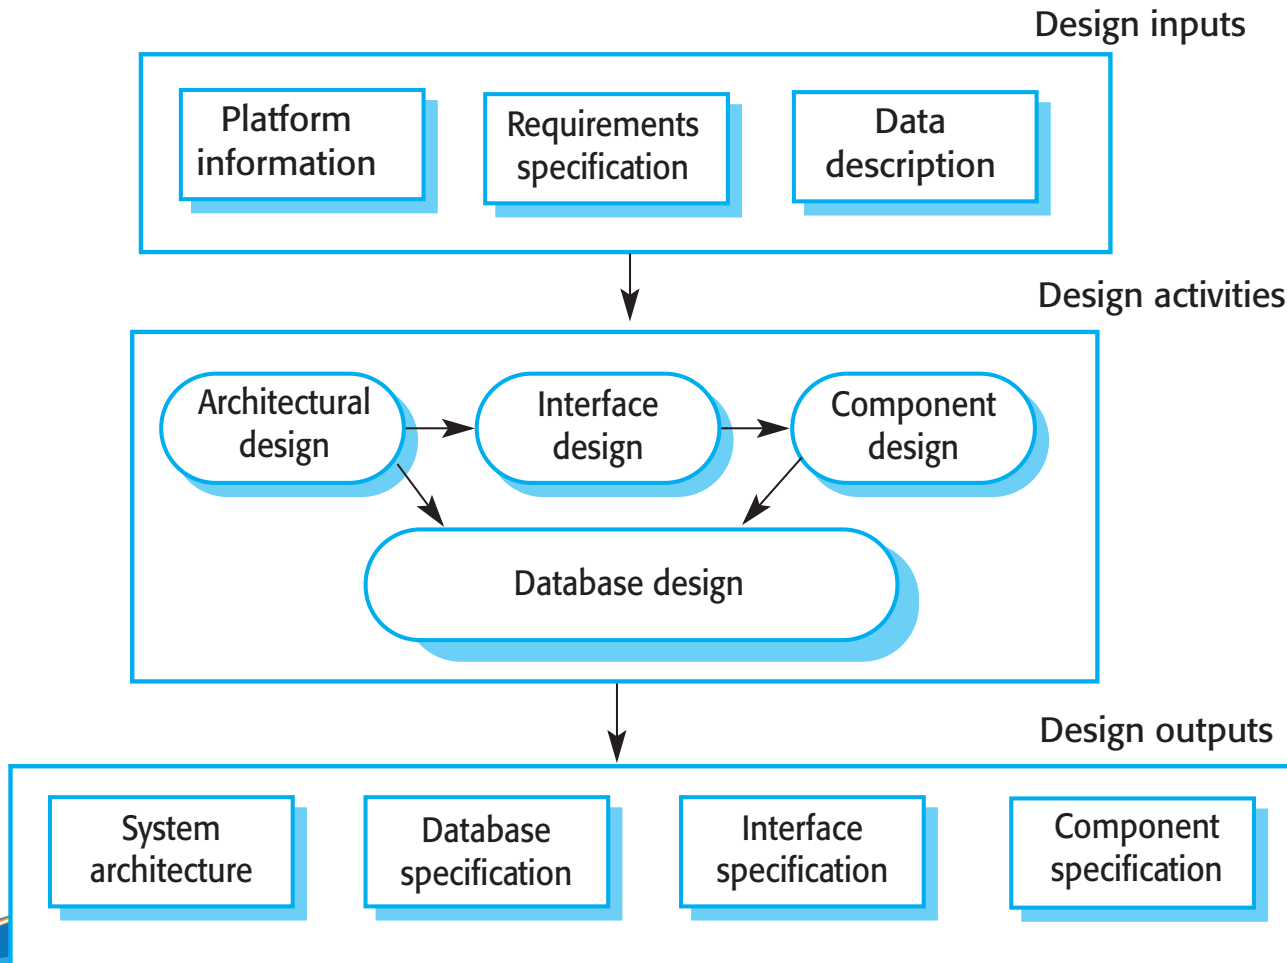 Design inputs
Platform
information
Requirements
specification
Data
description
Design activities
Architectural
design
Interface
design
Component
design
Database design
Design outputs
System
architecture
Database
specification
Interface
specification
Component
specification